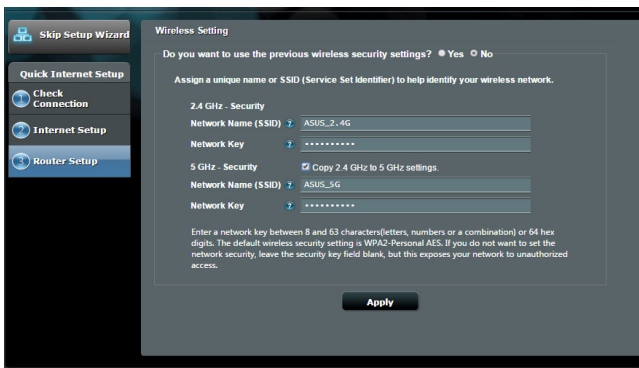 Skip Setup Wizard
Quick Internet Setup
1 Check
Connection
2 Internet Setup
3 Router Setup
Wireless Setting
Do you want to use the previous wireless security settings? Yes No
Assign a unique name or SSID (Service Set Identifier) to help identify your wireless network.
2.4 GHz - Security
Network Name (SSID) ? ASUS_2.4G
Network Key ? ••••••••••
5 GHz - Security Copy 2.4 GHz to 5 GHz settings.
Network Name (SSID) ? ASUS_5G
Network Key ? ••••••••••
Enter a network key between 8 and 63 characters(letters, numbers or a combination) or 64 hex
digits. The default wireless security setting is WPA2-Personal AES. If you do not want to set the
network security, leave the security key field blank, but this exposes your network to unauthorized
access.
Apply